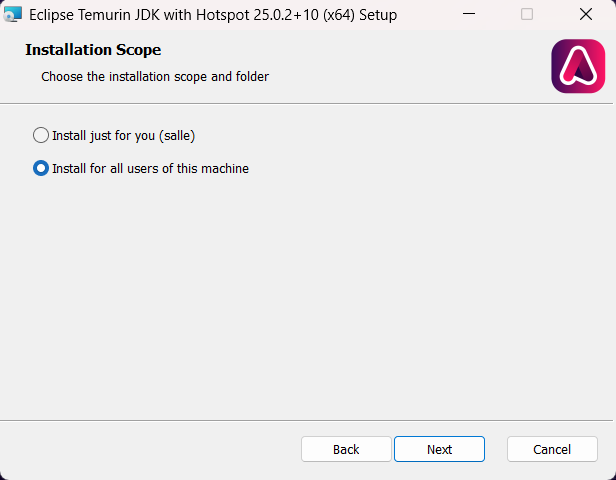 Eclipse Temurin JDK with Hotspot 25.0.2+10 (x64) Setup
Installation Scope
Choose the installation scope and folder
Install just for you (salle)
Install for all users of this machine
Back
Next
Cancel